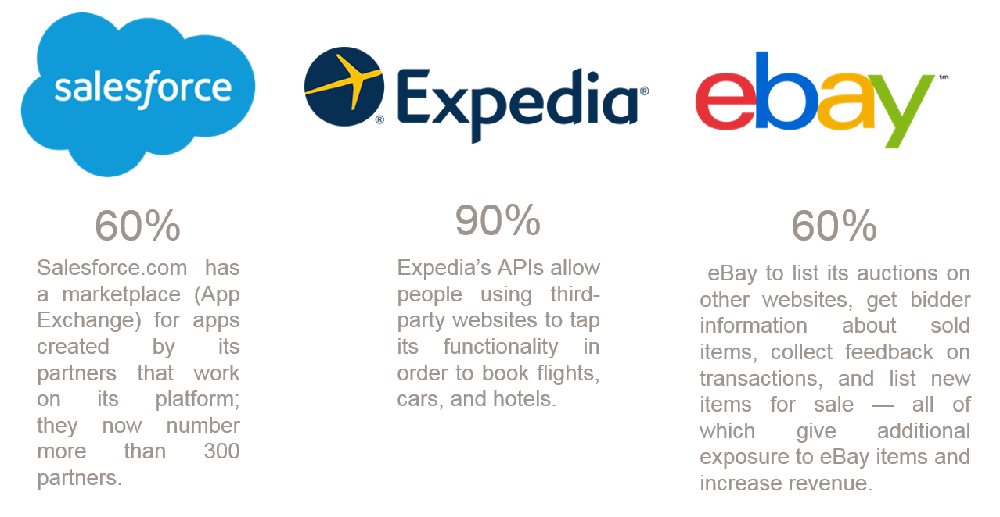 salesforce
Expedia®
®
ebay™
60%
Salesforce.com has
a marketplace (App
Exchange) for apps
created by its
partners that work
on its platform;
they now number
more than 300
partners.
90%
Expedia’s APIs allow
people using third-
party websites to tap
its functionality in
order to book flights,
cars, and hotels.
60%
eBay to list its auctions on
other websites, get bidder
information about sold
items, collect feedback on
transactions, and list new
items for sale — all of
which give additional
exposure to eBay items and
increase revenue.